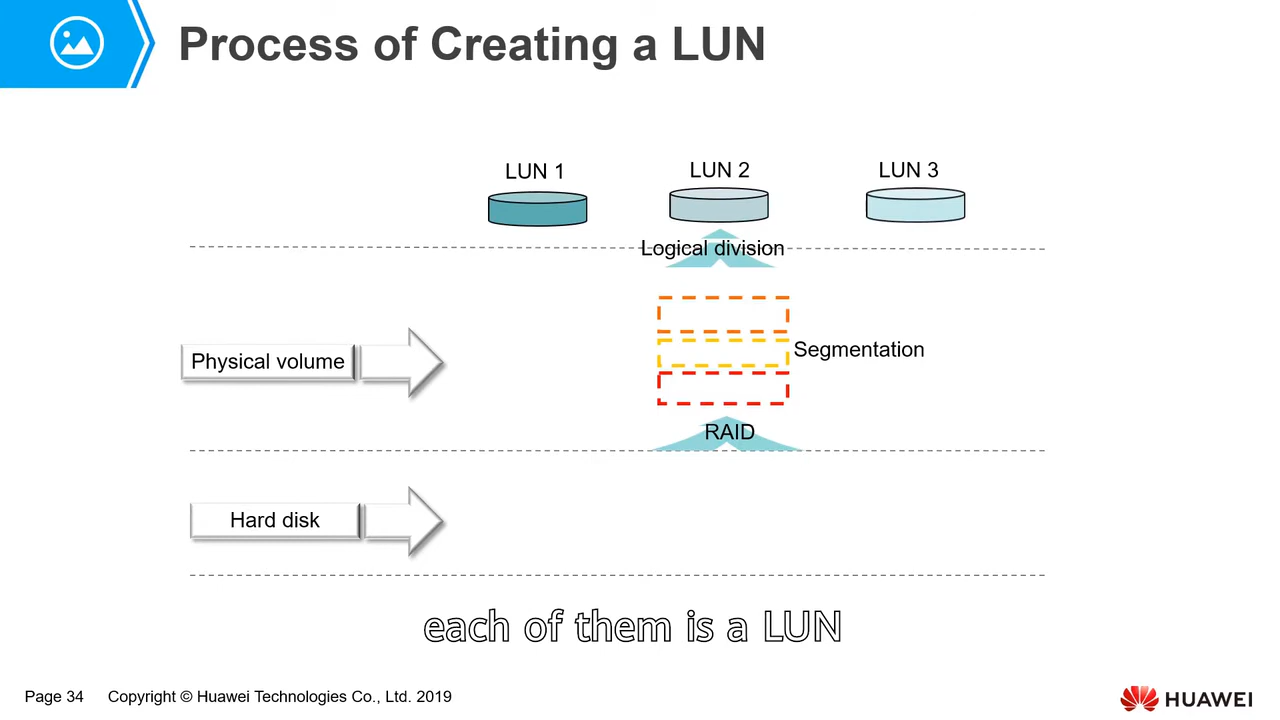 Process of Creating a LUN
LUN 1
LUN 2
LUN 3
Logical division
Physical volume
Segmentation
RAID
Hard disk
each of them is a LUN
Page 34
Copyright © Huawei Technologies Co., Ltd. 2019
HUAWEI